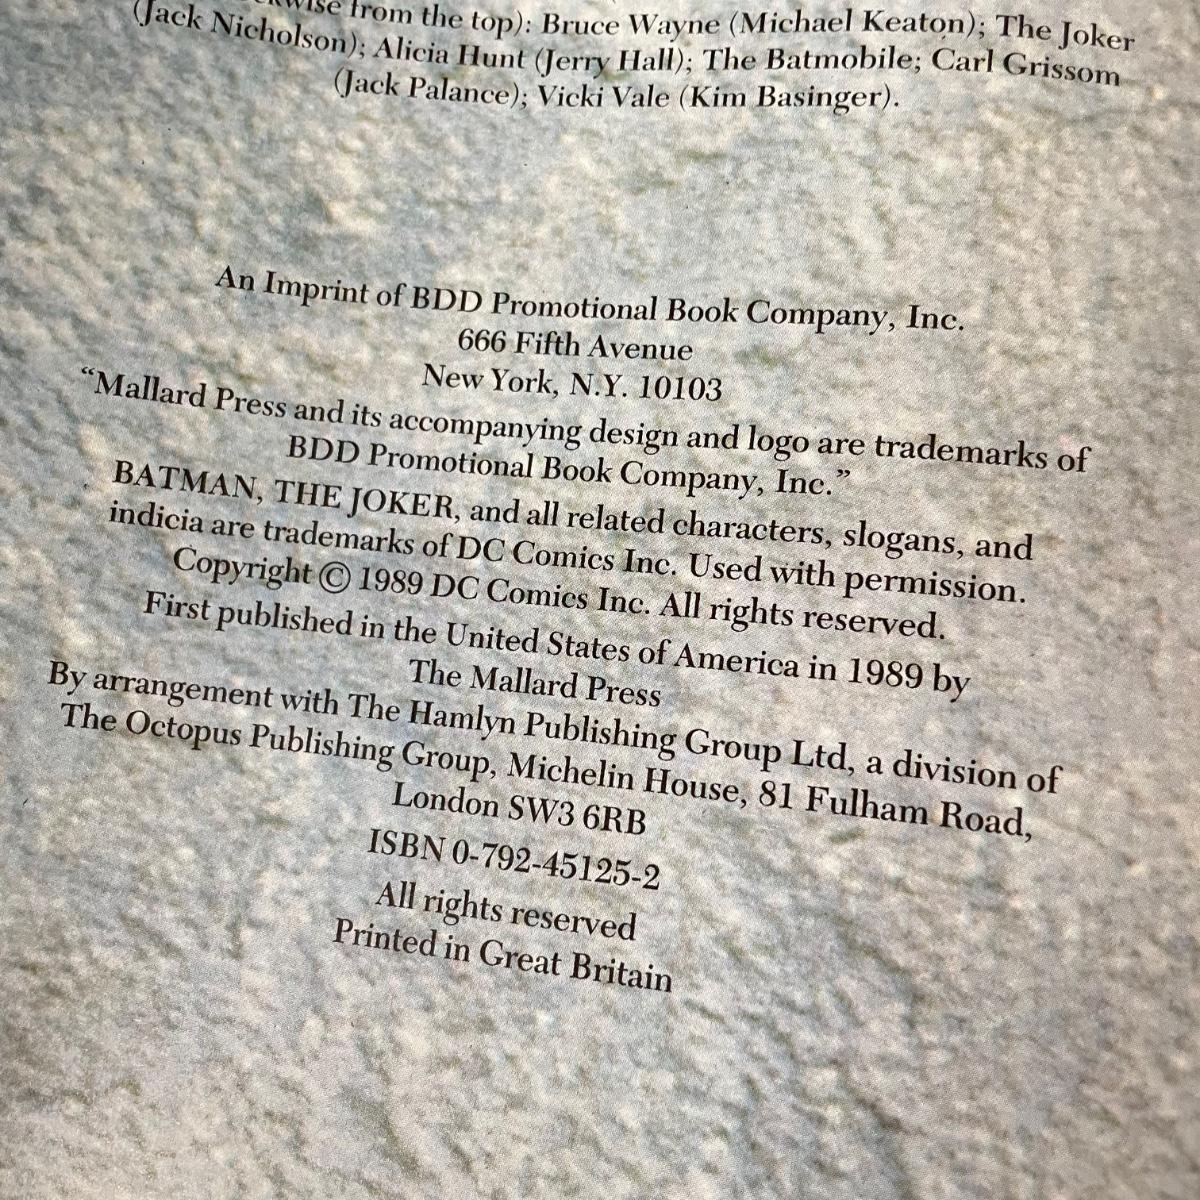 from the top): Bruce Wayne (Michael Keaton); The Joker
(Jack Nicholson); Alicia Hunt (Jerry Hall); The Batmobile; Carl Grissom
(Jack Palance); Vicki Vale (Kim Basinger).
An Imprint of BDD Promotional Book Company, Inc.
666 Fifth Avenue
New York, N.Y. 10103
“Mallard Press and its accompanying design and logo are trademarks of
BDD Promotional Book Company, Inc.”
BATMAN, THE JOKER, and all related characters, slogans, and
indicia are trademarks of DC Comics Inc. Used with permission.
Copyright © 1989 DC Comics Inc. All rights reserved.
First published in the United States of America in 1989 by
The Mallard Press
By arrangement with The Hamlyn Publishing Group Ltd, a division of
The Octopus Publishing Group, Michelin House, 81 Fulham Road,
London SW3 6RB
ISBN 0-792-45125-2
All rights reserved
Printed in Great Britain